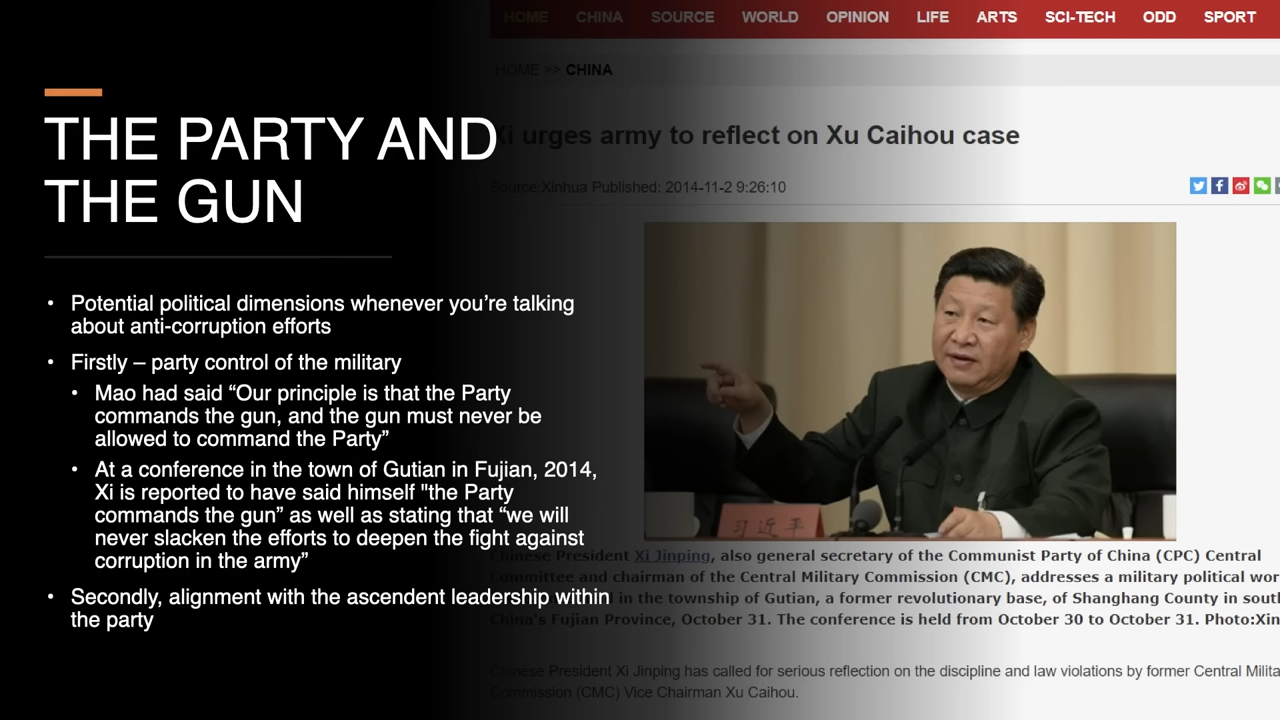 HOME CHINA SOURCE WORLD OPINION LIFE ARTS SCI-TECH ODD SPORT
HOME >> CHINA
THE PARTY AND
THE GUN
Xi urges army to reflect on Xu Caihou case
Source:Xinhua Published: 2014-11-2 9:26:10
• Potential political dimensions whenever you’re talking
about anti-corruption efforts
• Firstly – party control of the military
• Mao had said “Our principle is that the Party
commands the gun, and the gun must never be
allowed to command the Party”
• At a conference in the town of Gutian in Fujian, 2014,
Xi is reported to have said himself "the Party
commands the gun” as well as stating that “we will
never slacken the efforts to deepen the fight against
corruption in the army”
• Secondly, alignment with the ascendent leadership within
the party
习近平
Chinese President Xi Jinping, also general secretary of the Communist Party of China (CPC) Central
Committee and chairman of the Central Military Commission (CMC), addresses a military political
in the township of Gutian, a former revolutionary base, of Shanghang County in
China's Fujian Province, October 31. The conference is held from October 30 to October 31. Photo:Xin
Chinese President Xi Jinping has called for serious reflection on the discipline and law violations by former Central
Commission (CMC) Vice Chairman Xu Caihou.